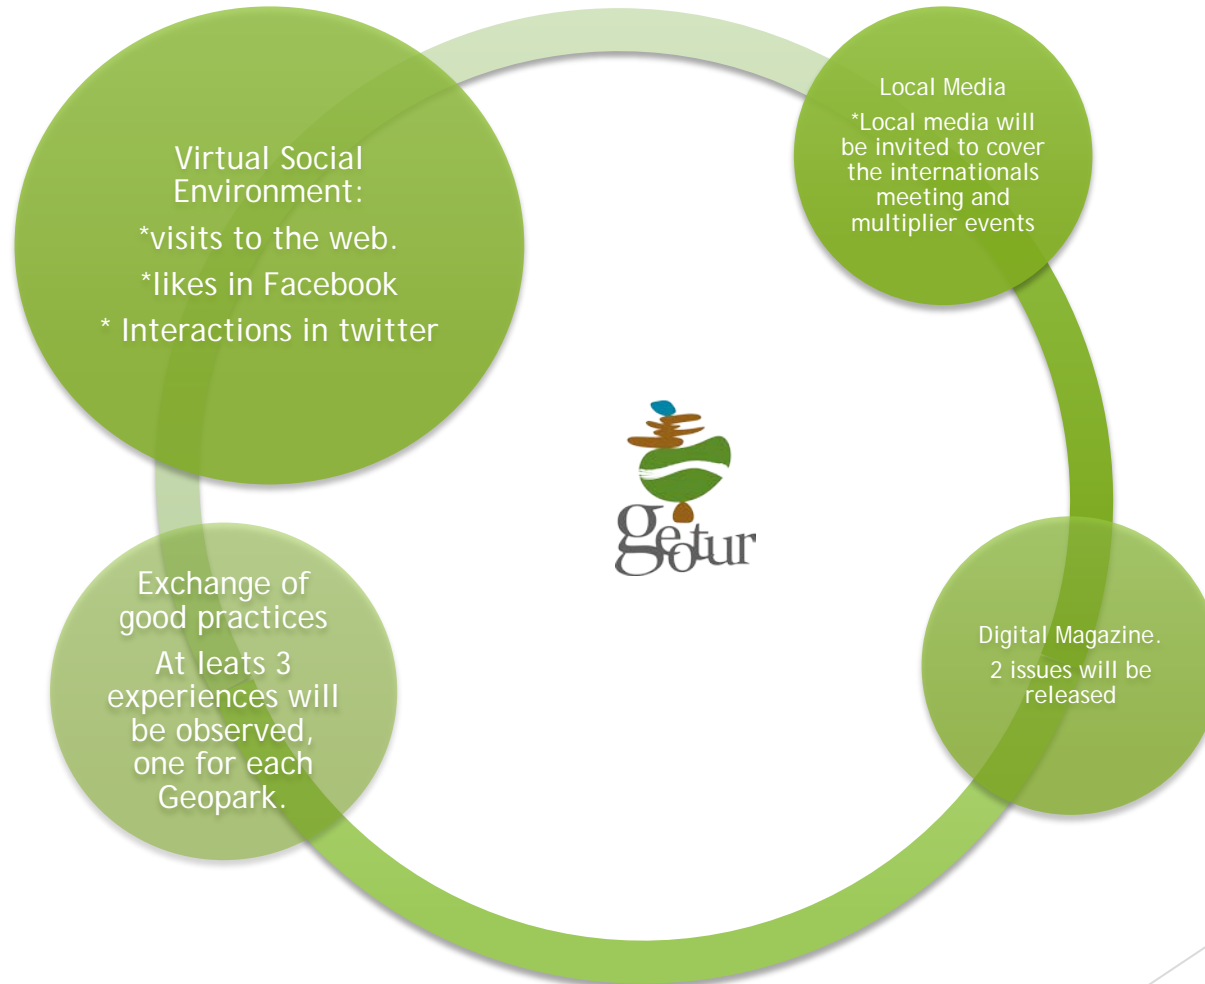 Virtual Social
Environment:
*visits to the web.
*likes in Facebook
* Interactions in twitter
Local Media
*Local media will
be invited to cover
the internationals
meeting and
multiplier events
geotur
Exchange of
good practices
At leats 3
experiences will
be observed,
one for each
Geopark.
Digital Magazine.
2 issues will be
released